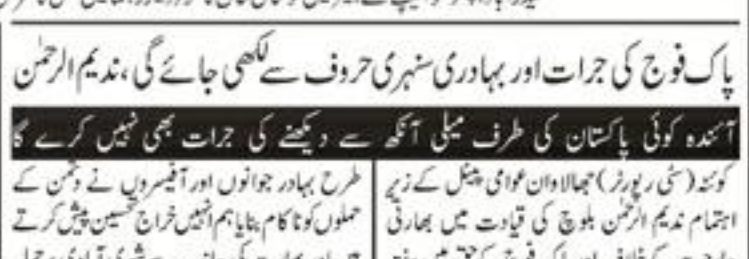 پاک فوج کی جرات اور بہادری سنہری حروف سے لکھی جائے گی، ندیم الرحمٰن
آئندہ کوئی پاکستان کی طرف میلی آنکھ سے دیکھنے کی جرات بھی نہیں کرے گا
کوئٹہ (سٹی رپورٹر) جھالاوان عوامی پینل کے زیر
اہتمام ندیم الرحمٰن بلوچ کی قیادت میں بھارتی
طرح بہادر جوانوں اور آفیسروں نے دشمن کے
حملوں کو ناکام بنایا ہم انہیں خراج تحسین پیش کرتے